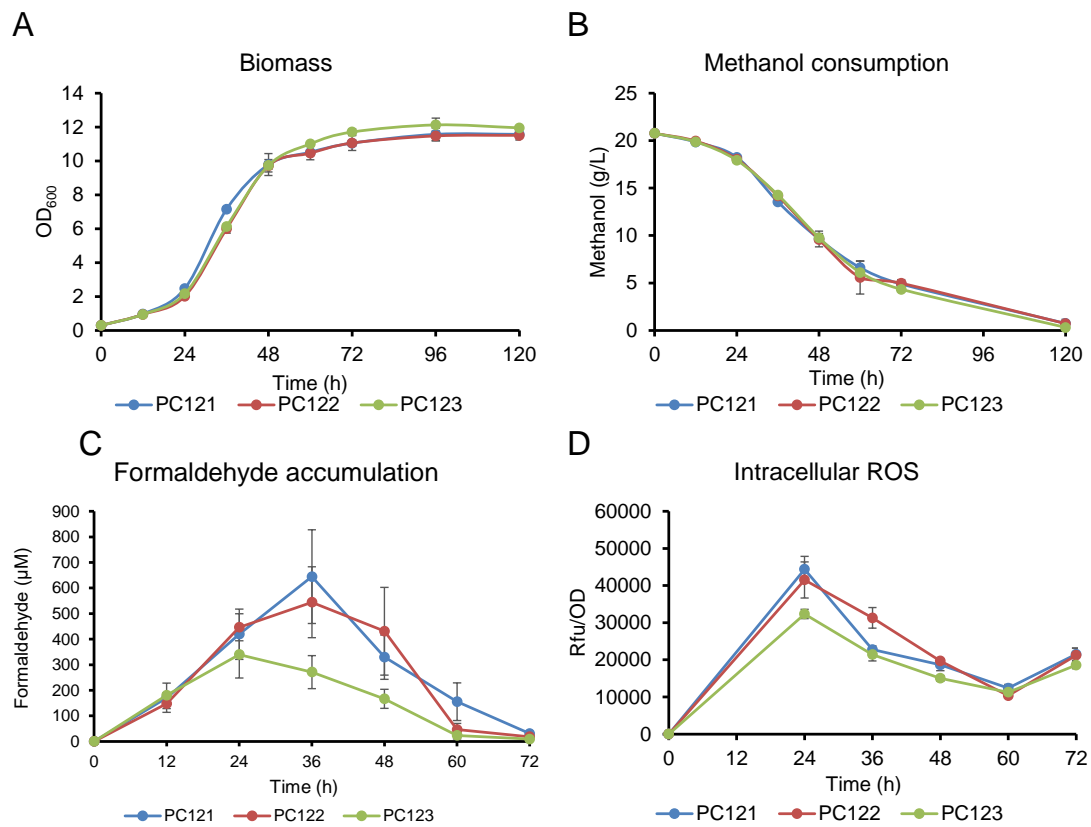 A
Biomass
OD600
14
12
10
8
6
4
2
0
0 24 48 72 96 120
Time (h)
PC121 PC122 PC123
B
Methanol consumption
Methanol (g/L)
25
20
15
10
5
0
0 24 48 72 96 120
Time (h)
PC121 PC122 PC123
C
Formaldehyde accumulation
Formaldehyde (µM)
900
800
700
600
500
400
300
200
100
0
0 12 24 36 48 60 72
Time (h)
PC121 PC122 PC123
D
Intracellular ROS
Rfu/OD
60000
50000
40000
30000
20000
10000
0
0 12 24 36 48 60 72
Time (h)
PC121 PC122 PC123